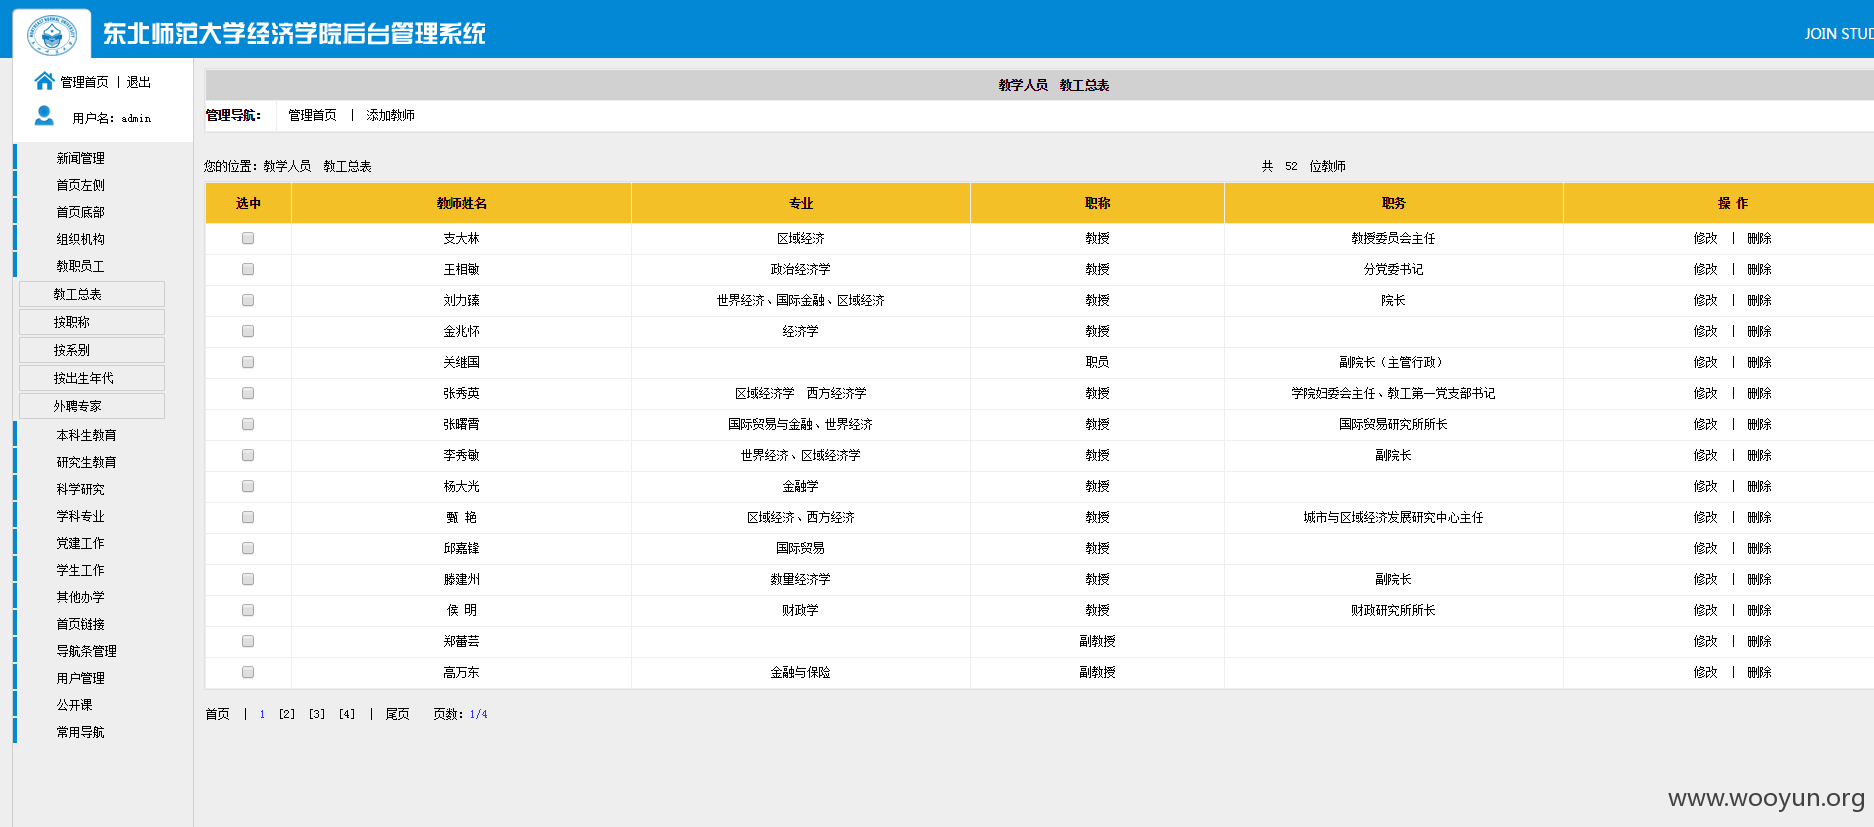 东北师范大学经济学院后台管理系统
JOIN STUD
管理首页 | 退出
用户名: admin
新闻管理
首页左侧
首页底部
组织机构
教职员工
教工总表
按职称
按系别
按出生年代
外聘专家
本科生教育
研究生教育
科学研究
学科专业
党建工作
学生工作
其他办学
首页链接
导航条管理
用户管理
公开课
常用导航
教学人员 教工总表
管理导航: 管理首页 | 添加教师
您的位置: 教学人员 教工总表 共 52 位教师
选中 教师姓名 专业 职称 职务 操 作
支大林 区域经济 教授 教授委员会主任 修改 | 删除
王相敏 政治经济学 教授 分党委书记 修改 | 删除
刘力臻 世界经济、国际金融、区域经济 教授 院长 修改 | 删除
金兆怀 经济学 教授 修改 | 删除
关继国 职员 副院长（主管行政） 修改 | 删除
张秀英 区域经济学 西方经济学 教授 学院妇委会主任、教工第一党支部书记 修改 | 删除
张曙霄 国际贸易与金融、世界经济 教授 国际贸易研究所所长 修改 | 删除
李秀敏 世界经济、区域经济学 教授 副院长 修改 | 删除
杨大光 金融学 教授 修改 | 删除
甄 艳 区域经济、西方经济 教授 城市与区域经济发展研究中心主任 修改 | 删除
邱嘉锋 国际贸易 教授 修改 | 删除
滕建州 数量经济学 教授 副院长 修改 | 删除
侯 明 财政学 教授 财政研究所所长 修改 | 删除
郑蕾芸 副教授 修改 | 删除
高万东 金融与保险 副教授 修改 | 删除
首页 | 1 [2] [3] [4] | 尾页 页数: 1/4
www.wooyun.org